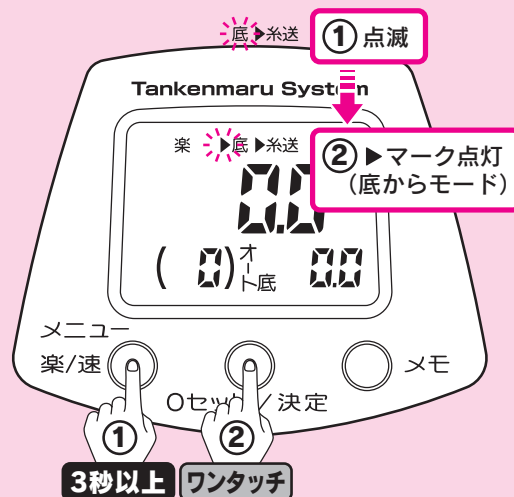 底▶糸送
①点滅
Tankenmaru System
楽 ▶底▶糸送
②▶マーク点灯
(底からモード)
0.0
(0)オート底 0.0
メニュー
楽/速
メモ
0セット/決定
① ②
3秒以上 ワンタッチ